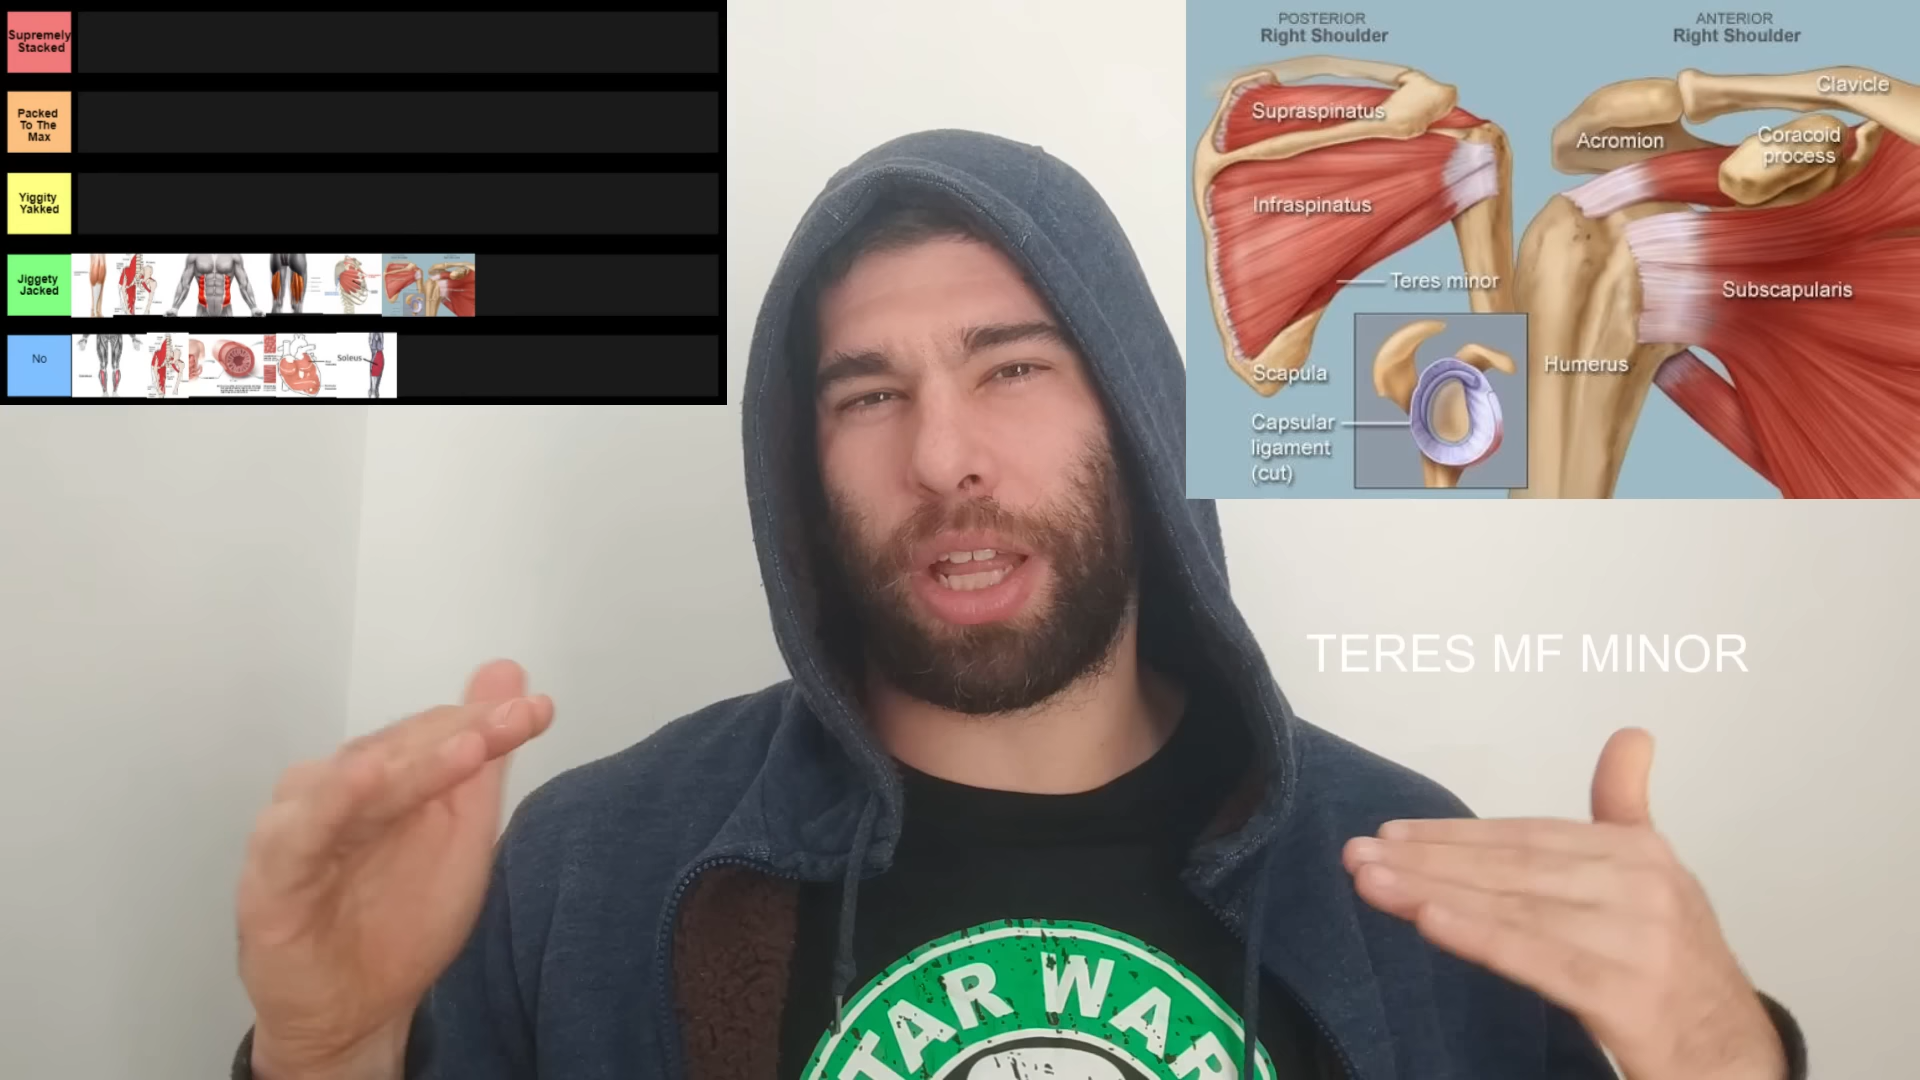 Supremely
Stacked
Packed
To The
Max
Yiggity
Yakked
Jiggety
Jacked
No
Soleus
POSTERIOR
Right Shoulder
ANTERIOR
Right Shoulder
Clavicle
Supraspinatus
Acromion
Coracoid
process
Infraspinatus
Teres minor
Subscapularis
Scapula
Humerus
Capsular
ligament
(cut)
TERES MF MINOR
TAR WAR